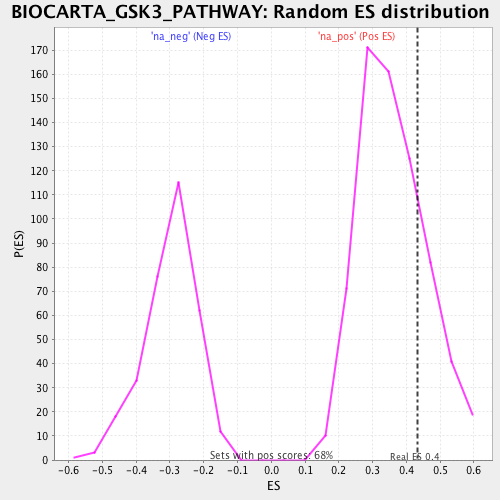 BIOCARTA_GSK3_PATHWAY: Random ES distribution
'na_neg' (Neg ES)
'na_pos' (Pos ES)
170
160
150
140
130
120
110
100
90
80
70
60
50
40
30
20
10
0
P(ES)
Sets with pos scores: 68%
Real ES 0.4
-0.6 -0.5 -0.4 -0.3 -0.2 -0.1 0.0 0.1 0.2 0.3 0.4 0.5 0.6
ES